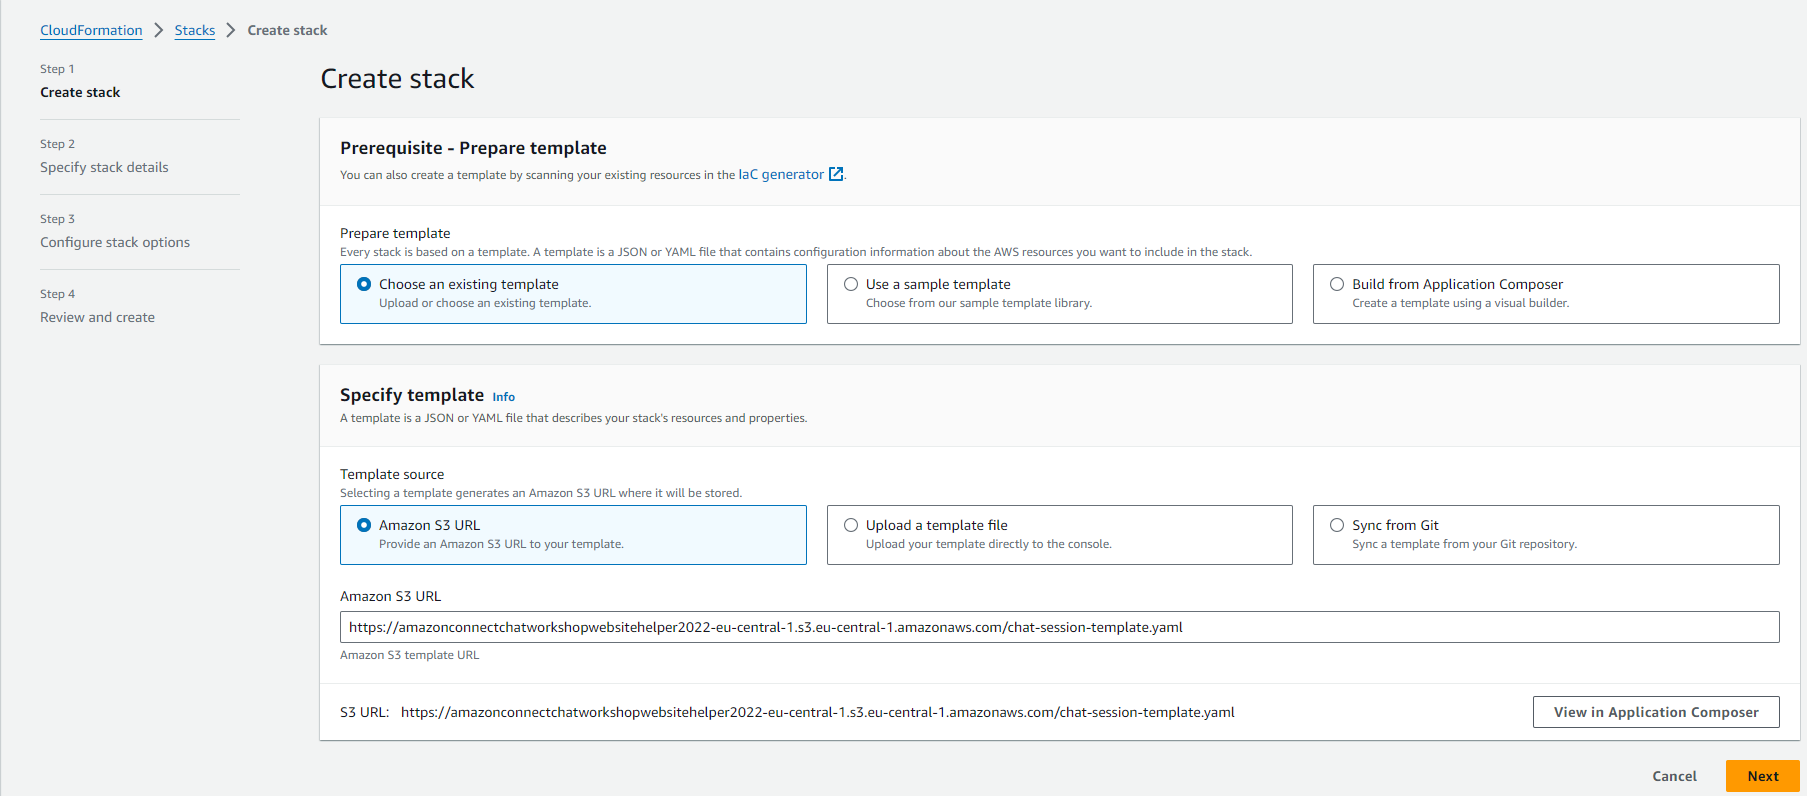 CloudFormation > Stacks > Create stack
Step 1
Create stack
Step 2
Specify stack details
Step 3
Configure stack options
Step 4
Review and create
Create stack
Prerequisite - Prepare template
You can also create a template by scanning your existing resources in the IaC generator.
Prepare template
Every stack is based on a template. A template is a JSON or YAML file that contains configuration information about the AWS resources you want to include in the stack.
Choose an existing template
Upload or choose an existing template.
Use a sample template
Choose from our sample template library.
Build from Application Composer
Create a template using a visual builder.
Specify template Info
A template is a JSON or YAML file that describes your stack's resources and properties.
Template source
Selecting a template generates an Amazon S3 URL where it will be stored.
Amazon S3 URL
Provide an Amazon S3 URL to your template.
Upload a template file
Upload your template directly to the console.
Sync from Git
Sync a template from your Git repository.
Amazon S3 URL
https://amazonconnectchatworkshopwebsitehelper2022-eu-central-1.s3.eu-central-1.amazonaws.com/chat-session-template.yaml
Amazon S3 template URL
S3 URL: https://amazonconnectchatworkshopwebsitehelper2022-eu-central-1.s3.eu-central-1.amazonaws.com/chat-session-template.yaml
View in Application Composer
Cancel
Next